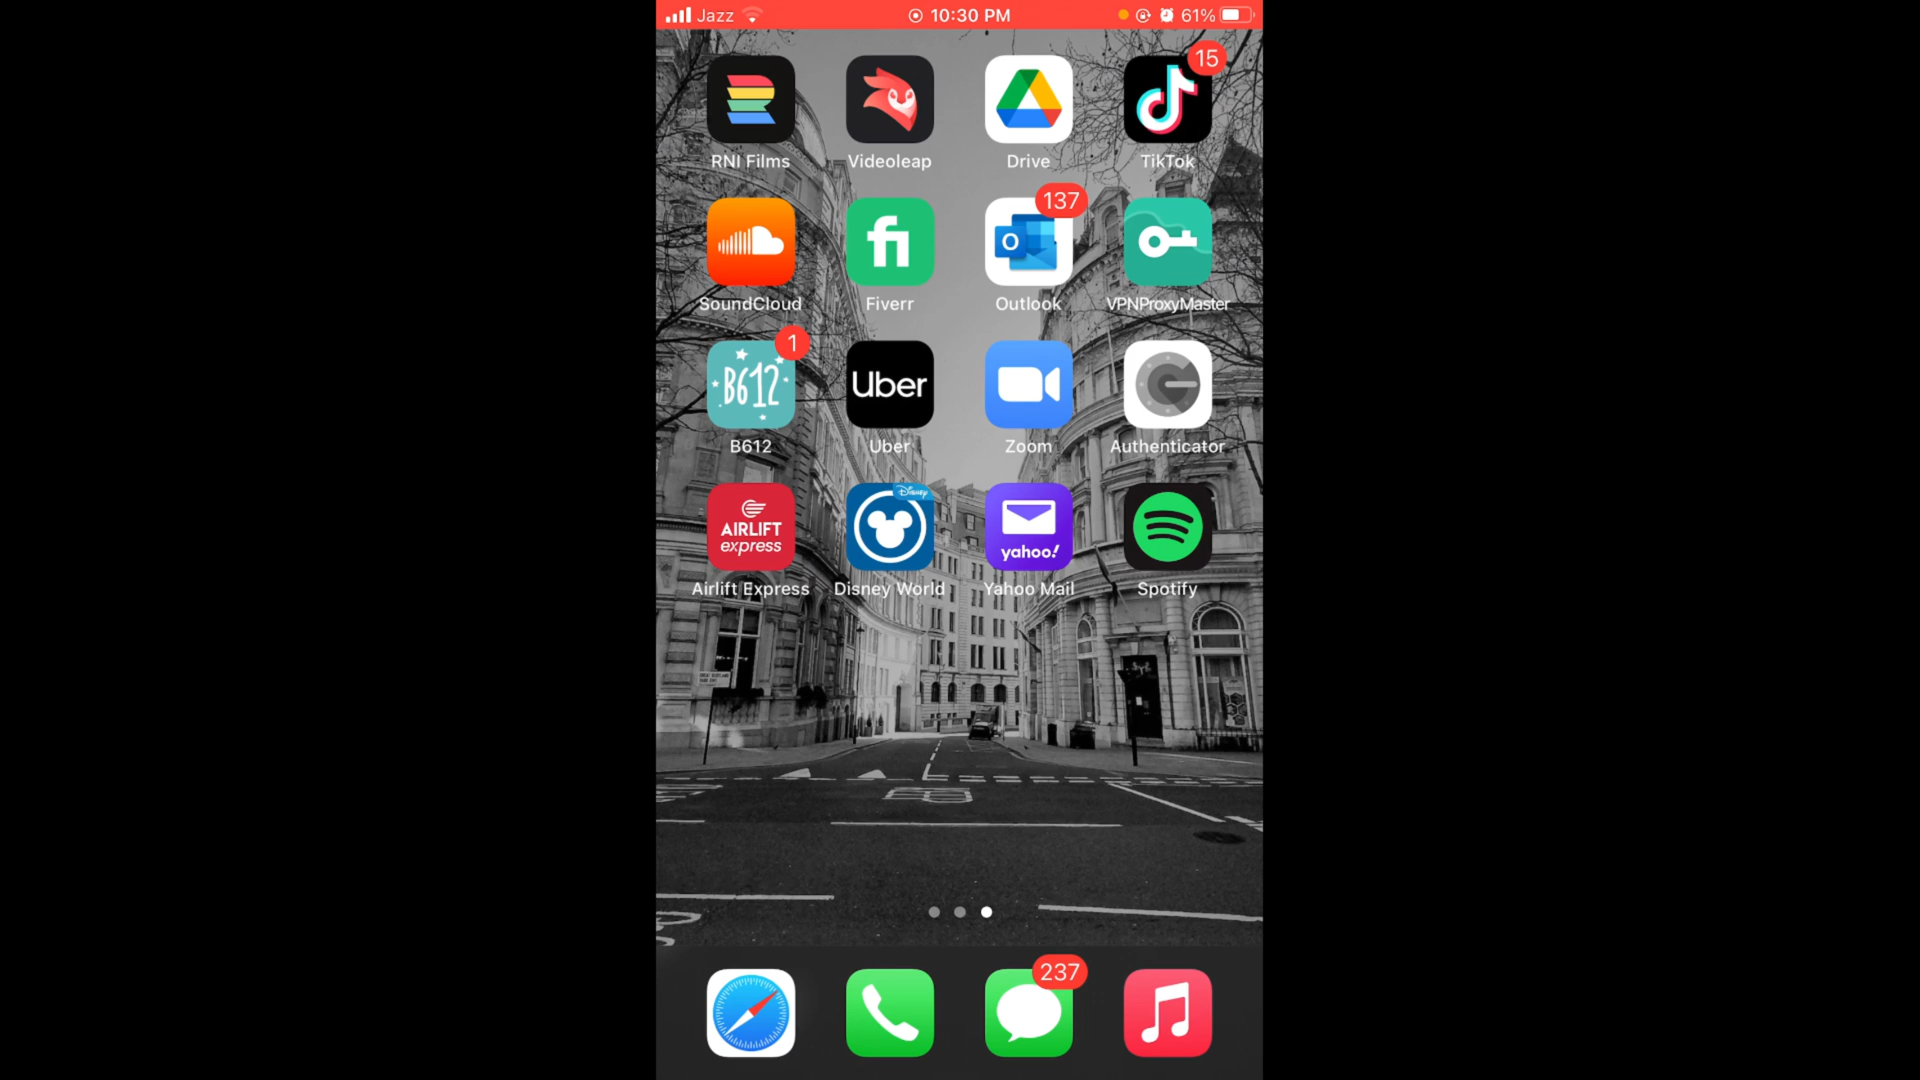 Jazz 10:30 PM 61%
15
RNI Films Videoleap Drive TikTok
fi 137
O
SoundCloud Fiverr Outlook VPNProxyMaster
1
B612 Uber
B612 Uber Zoom Authenticator
Disney
AIRLIFT
express yahoo!
Airlift Express Disney World Yahoo Mail Spotify
237